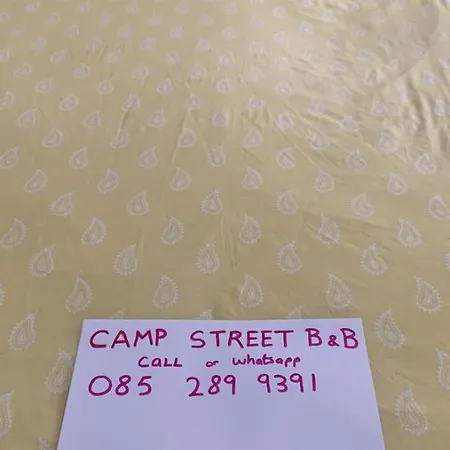 CAMP STREET B&B
CALL or whatsapp
085 289 9391